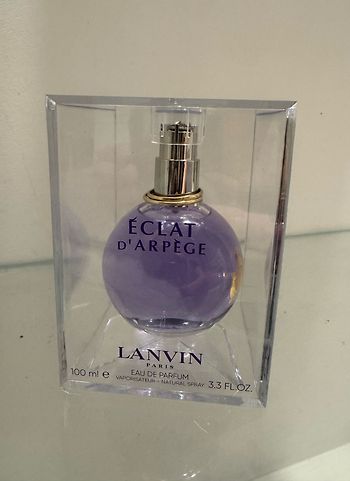 ÉCLAT
D'ARPÈGE
LANVIN
PARIS
EAU DE PARFUM
100 ml e VAPORISATEUR - NATURAL SPRAY 3.3 FL.OZ.